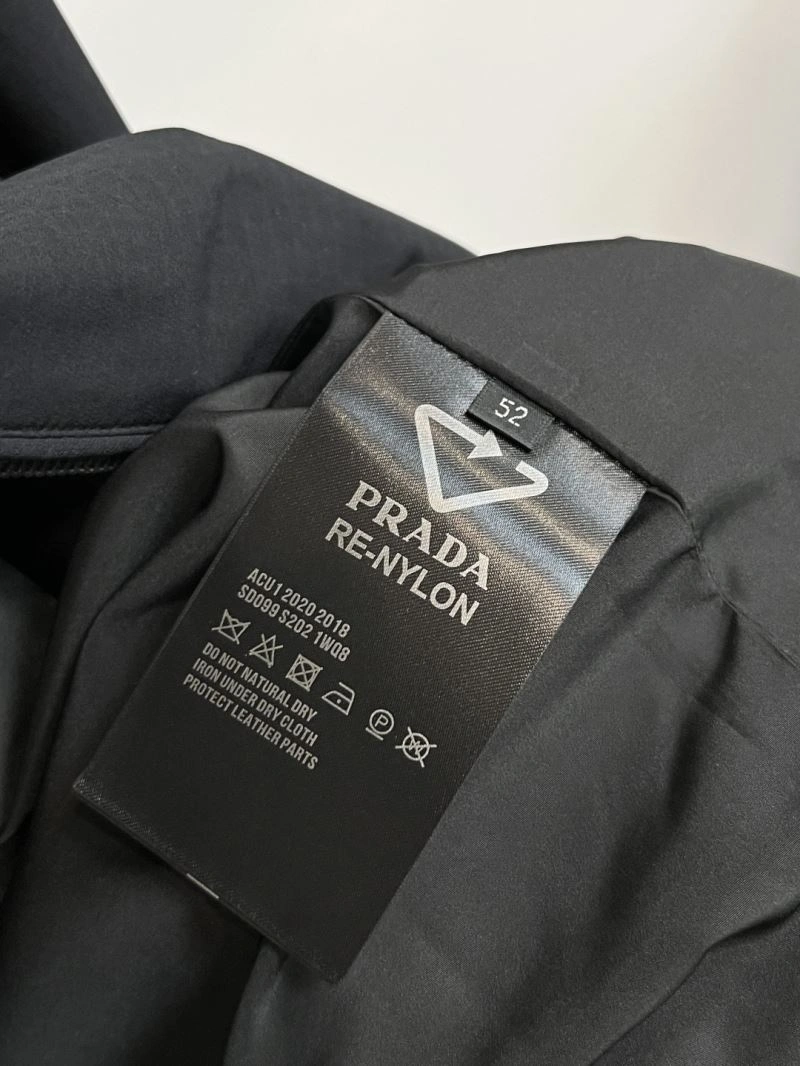 52
PRADA
RE-NYLON
ACU1 2020 2018
SD099 S202 1WQ8
P
W
DO NOT NATURAL DRY
IRON UNDER DRY CLOTH
PROTECT LEATHER PARTS